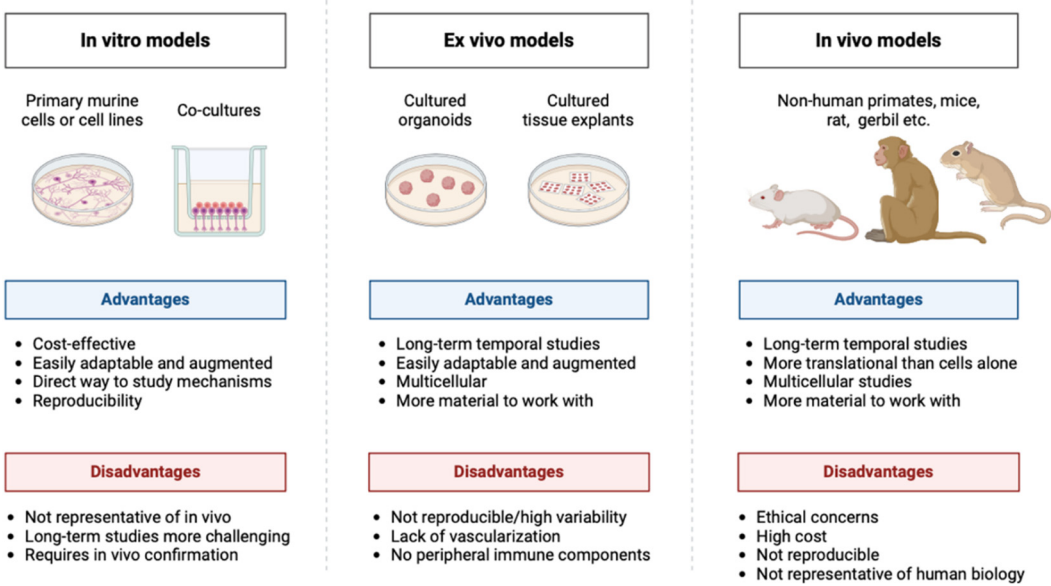 In vitro models
Primary murine
cells or cell lines
Co-cultures
Advantages
• Cost-effective
• Easily adaptable and augmented
• Direct way to study mechanisms
• Reproducibility
Disadvantages
• Not representative of in vivo
• Long-term studies more challenging
• Requires in vivo confirmation
Ex vivo models
Cultured
organoids
Cultured
tissue explants
Advantages
• Long-term temporal studies
• Easily adaptable and augmented
• Multicellular
• More material to work with
Disadvantages
• Not reproducible/high variability
• Lack of vascularization
• No peripheral immune components
In vivo models
Non-human primates, mice,
rat, gerbil etc.
Advantages
• Long-term temporal studies
• More translational than cells alone
• Multicellular studies
• More material to work with
Disadvantages
• Ethical concerns
• High cost
• Not reproducible
• Not representative of human biology